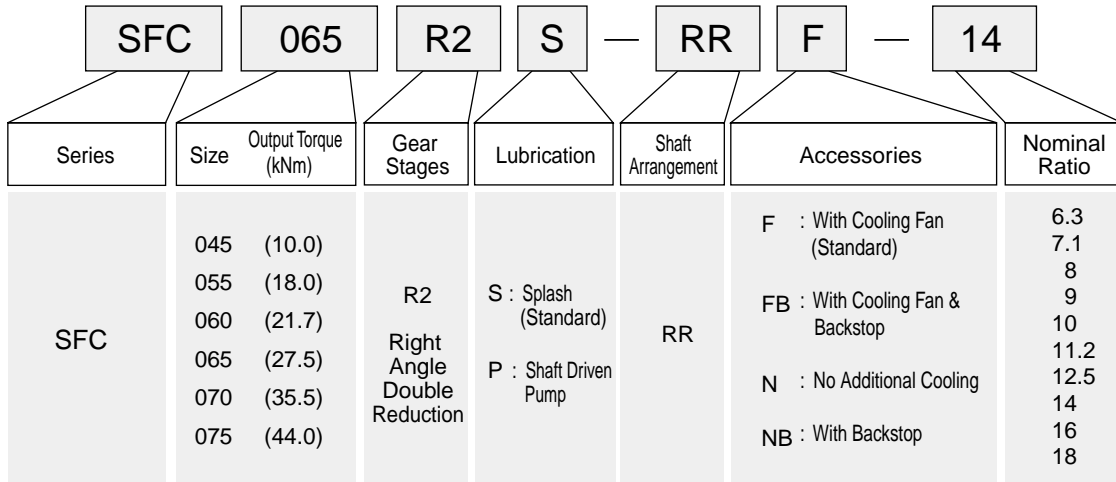 SFC 065 R2 S — RR F — 14
Series
Size Output Torque
(kNm)
Gear
Stages
Lubrication
Shaft
Arrangement
Accessories
Nominal
Ratio
SFC
045 (10.0)
055 (18.0)
060 (21.7)
065 (27.5)
070 (35.5)
075 (44.0)
R2
Right
Angle
Double
Reduction
S : Splash
(Standard)
P : Shaft Driven
Pump
RR
F : With Cooling Fan
(Standard)
FB : With Cooling Fan &
Backstop
N : No Additional Cooling
NB : With Backstop
6.3
7.1
8
9
10
11.2
12.5
14
16
18